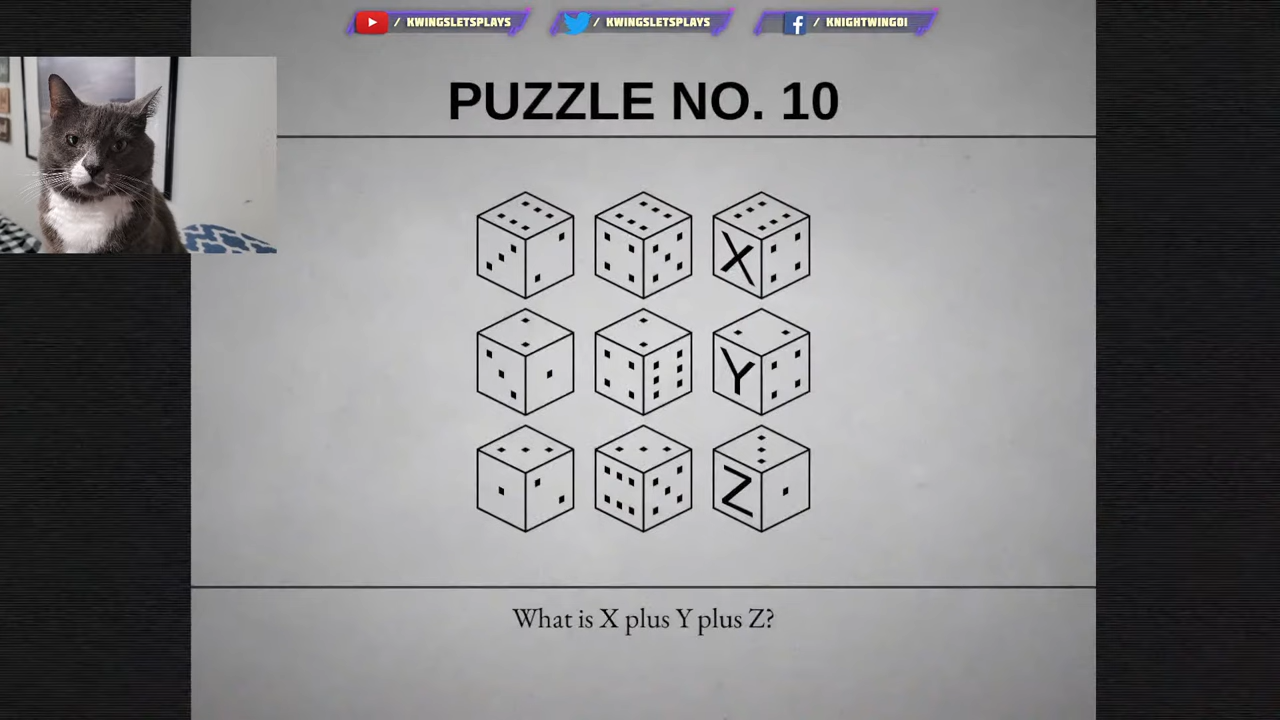 / KWINGSLETSPLAYS / KWINGSLETSPLAYS / KNIGHTWING01
PUZZLE NO. 10
X
Y
Z
What is X plus Y plus Z?